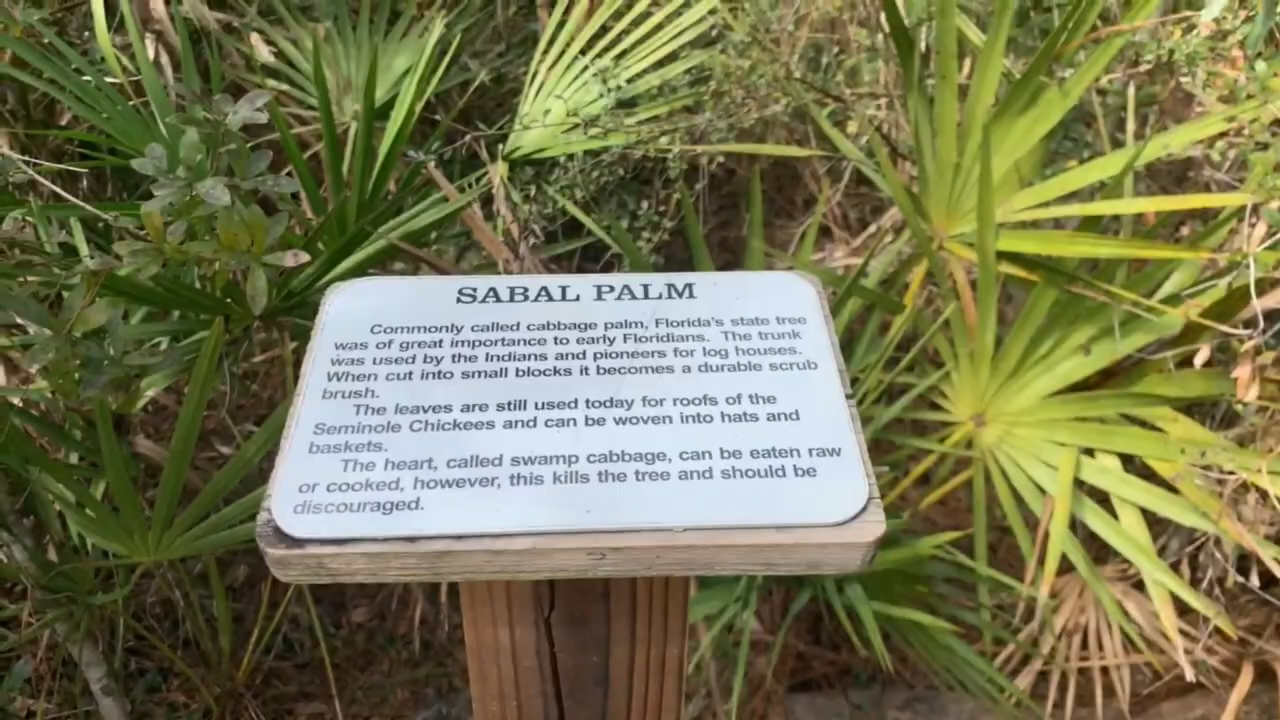 SABAL PALM
Commonly called cabbage palm, Florida's state tree
was of great importance to early Floridians. The trunk
was used by the Indians and pioneers for log houses.
When cut into small blocks it becomes a durable scrub
brush.
The leaves are still used today for roofs of the
Seminole Chickees and can be woven into hats and
baskets.
The heart, called swamp cabbage, can be eaten raw
or cooked, however, this kills the tree and should be
discouraged.